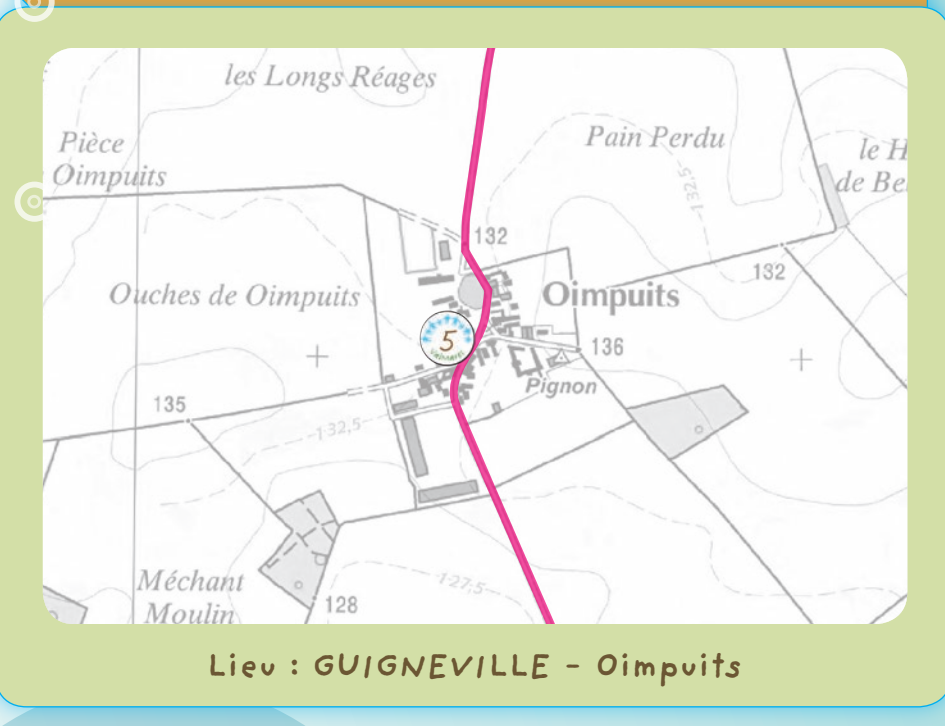 les Longs Réages
Pain Perdu
Pièce
Oimpuits
le H
de Be
132,5
132
132
Ouches de Oimpuits
Oimpuits
5
136
Pignon
135
132,5
127,5
Méchant
Moulin
128
Lieu : GUIGNEVILLE - Oimpuits